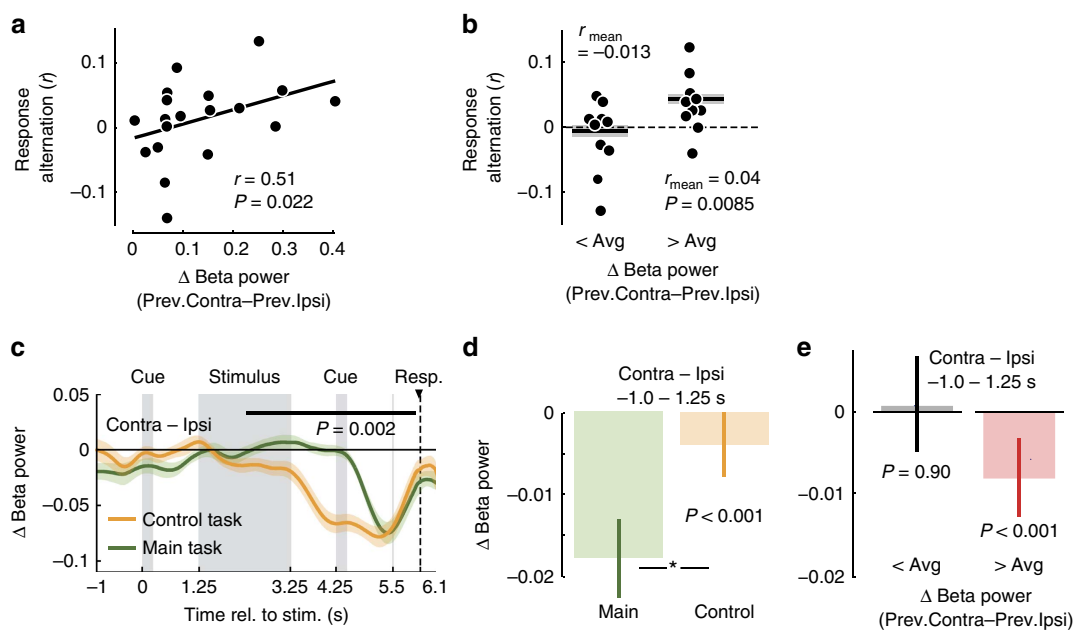 a
0.1
0
−0.1
Response
alternation (r)
r = 0.51
P = 0.022
0
0.1
0.2
0.3
0.4
Δ Beta power
(Prev.Contra–Prev.Ipsi)
b
r mean
= −0.013
0.1
0
−0.1
Response
alternation (r)
rmean = 0.04
P = 0.0085
< Avg
> Avg
Δ Beta power
(Prev.Contra–Prev.Ipsi)
c
Cue
Stimulus
Cue
Resp.
0.05
0
−0.05
−0.1
Δ Beta power
Contra – Ipsi
P = 0.002
Control task
Main task
−1
0
1.25
3.25
4.25
5.5
6.1
Time rel. to stim. (s)
d
Contra – Ipsi
−1.0 – 1.25 s
0
−0.01
−0.02
Δ Beta power
P < 0.001
*
Main
Control
e
Contra – Ipsi
−1.0 – 1.25 s
0
−0.01
−0.02
P = 0.90
P < 0.001
< Avg
> Avg
Δ Beta power
(Prev.Contra–Prev.Ipsi)